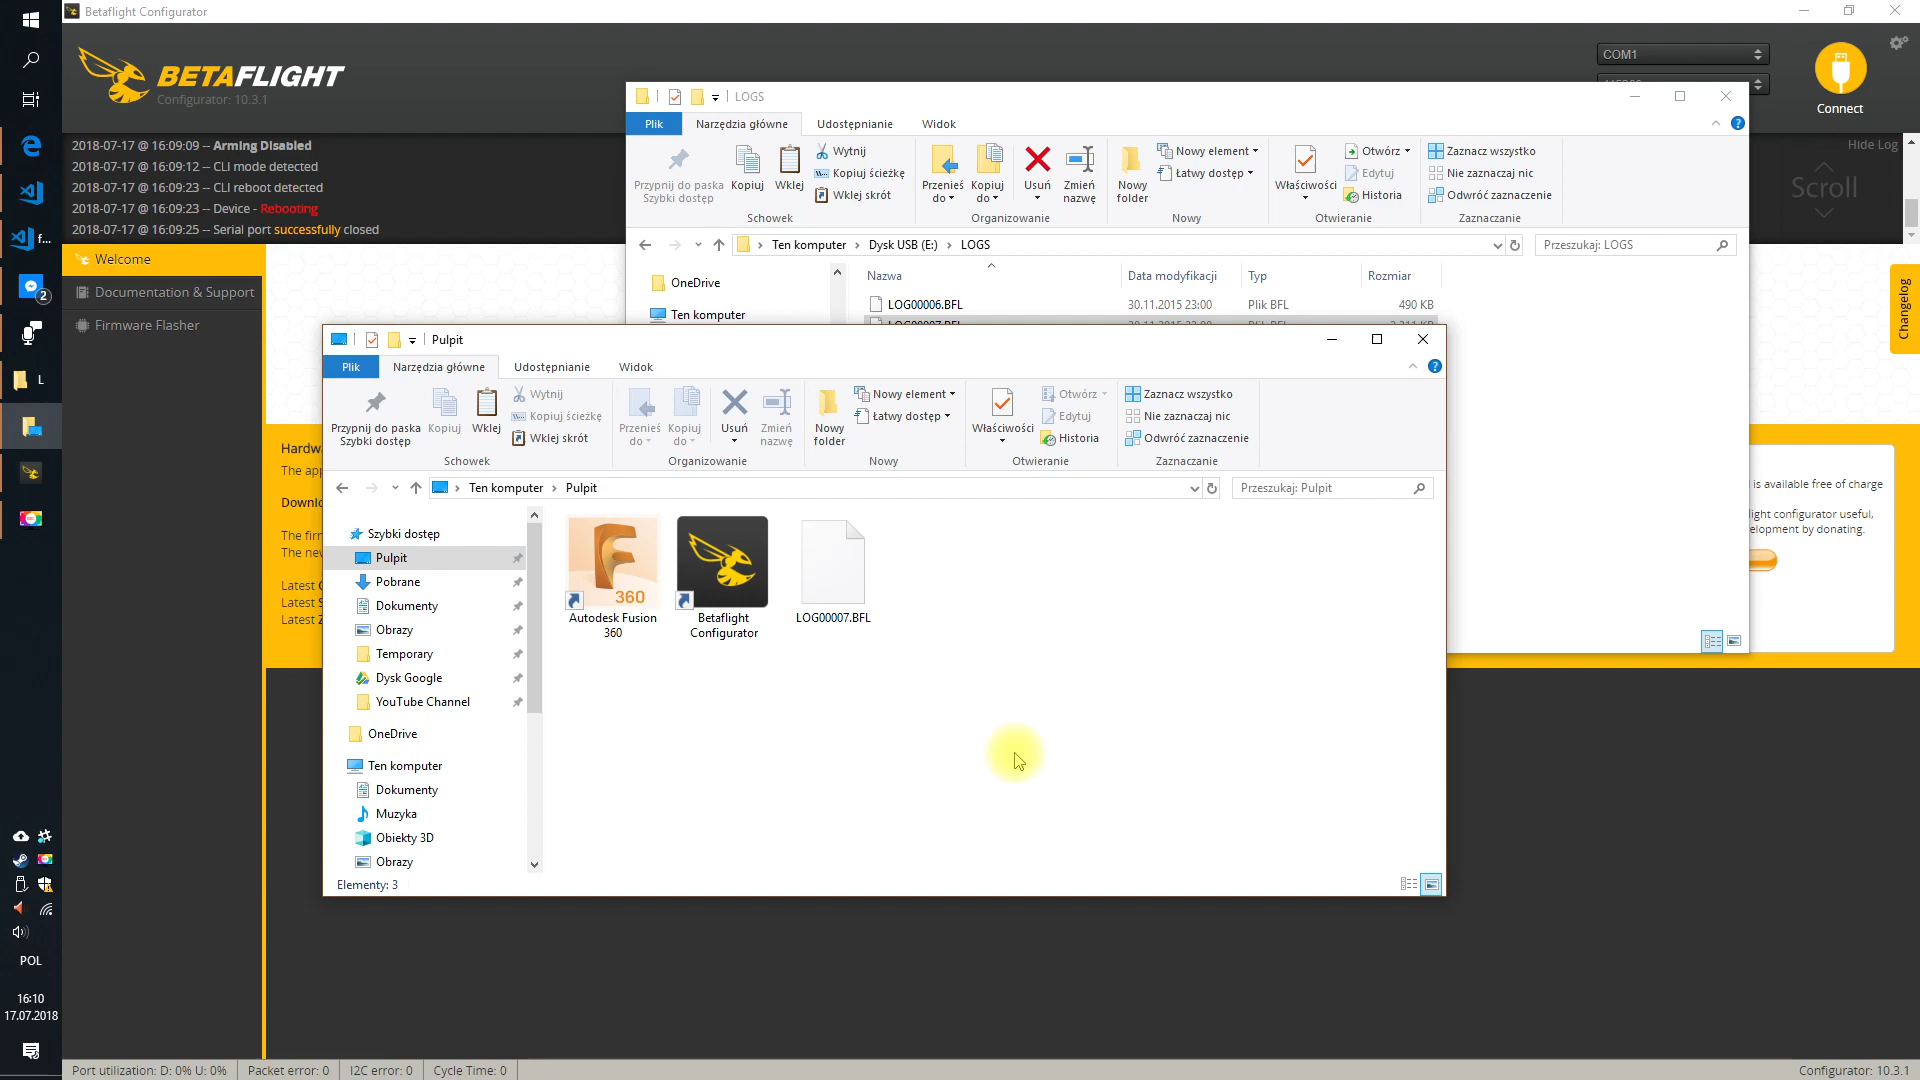 Betaflight Configurator
BETAFLIGHT
Configurator: 10.3.1
COM1
Connect
2018-07-17 @ 16:09:09 -- Arming Disabled
2018-07-17 @ 16:09:12 -- CLI mode detected
2018-07-17 @ 16:09:23 -- CLI reboot detected
2018-07-17 @ 16:09:23 -- Device - Rebooting
2018-07-17 @ 16:09:25 -- Serial port successfully closed
Hide Log
Scroll
Welcome
Documentation & Support
Firmware Flasher
Changelog
LOGS
Plik Narzędzia główne Udostępnianie Widok
Przypnij do paska Szybki dostęp
Kopiuj
Wklej
Wytnij
Kopiuj ścieżkę
Wklej skrót
Schowek
Przenieś do
Kopiuj do
Usuń
Zmień nazwę
Organizowanie
Nowy folder
Nowy element
Łatwy dostęp
Nowy
Właściwości
Otwórz
Edytuj
Historia
Otwieranie
Zaznacz wszystko
Nie zaznaczaj nic
Odwróć zaznaczenie
Zaznaczanie
Ten komputer Dysk USB (E:) LOGS
Przeszukaj: LOGS
OneDrive
Ten komputer
Nazwa Data modyfikacji Typ Rozmiar
LOG00006.BFL 30.11.2015 23:00 Plik BFL 490 KB
Pulpit
Plik Narzędzia główne Udostępnianie Widok
Przypnij do paska Szybki dostęp
Kopiuj
Wklej
Wytnij
Kopiuj ścieżkę
Wklej skrót
Schowek
Przenieś do
Kopiuj do
Usuń
Zmień nazwę
Organizowanie
Nowy folder
Nowy element
Łatwy dostęp
Nowy
Właściwości
Otwórz
Edytuj
Historia
Otwieranie
Zaznacz wszystko
Nie zaznaczaj nic
Odwróć zaznaczenie
Zaznaczanie
Ten komputer Pulpit
Przeszukaj: Pulpit
Szybki dostęp
Pulpit
Pobrane
Dokumenty
Obrazy
Temporary
Dysk Google
YouTube Channel
OneDrive
Ten komputer
Dokumenty
Muzyka
Obiekty 3D
Obrazy
360
Autodesk Fusion 360
Betaflight Configurator
LOG00007.BFL
Elementy: 3
The
The
The
Latest
Latest
Latest
is available free of charge
configurator useful,
by donating.
f...
2
L
POL
16:10
17.07.2018
Port utilization: D: 0% U: 0% Packet error: 0 I2C error: 0 Cycle Time: 0
Configurator: 10.3.1